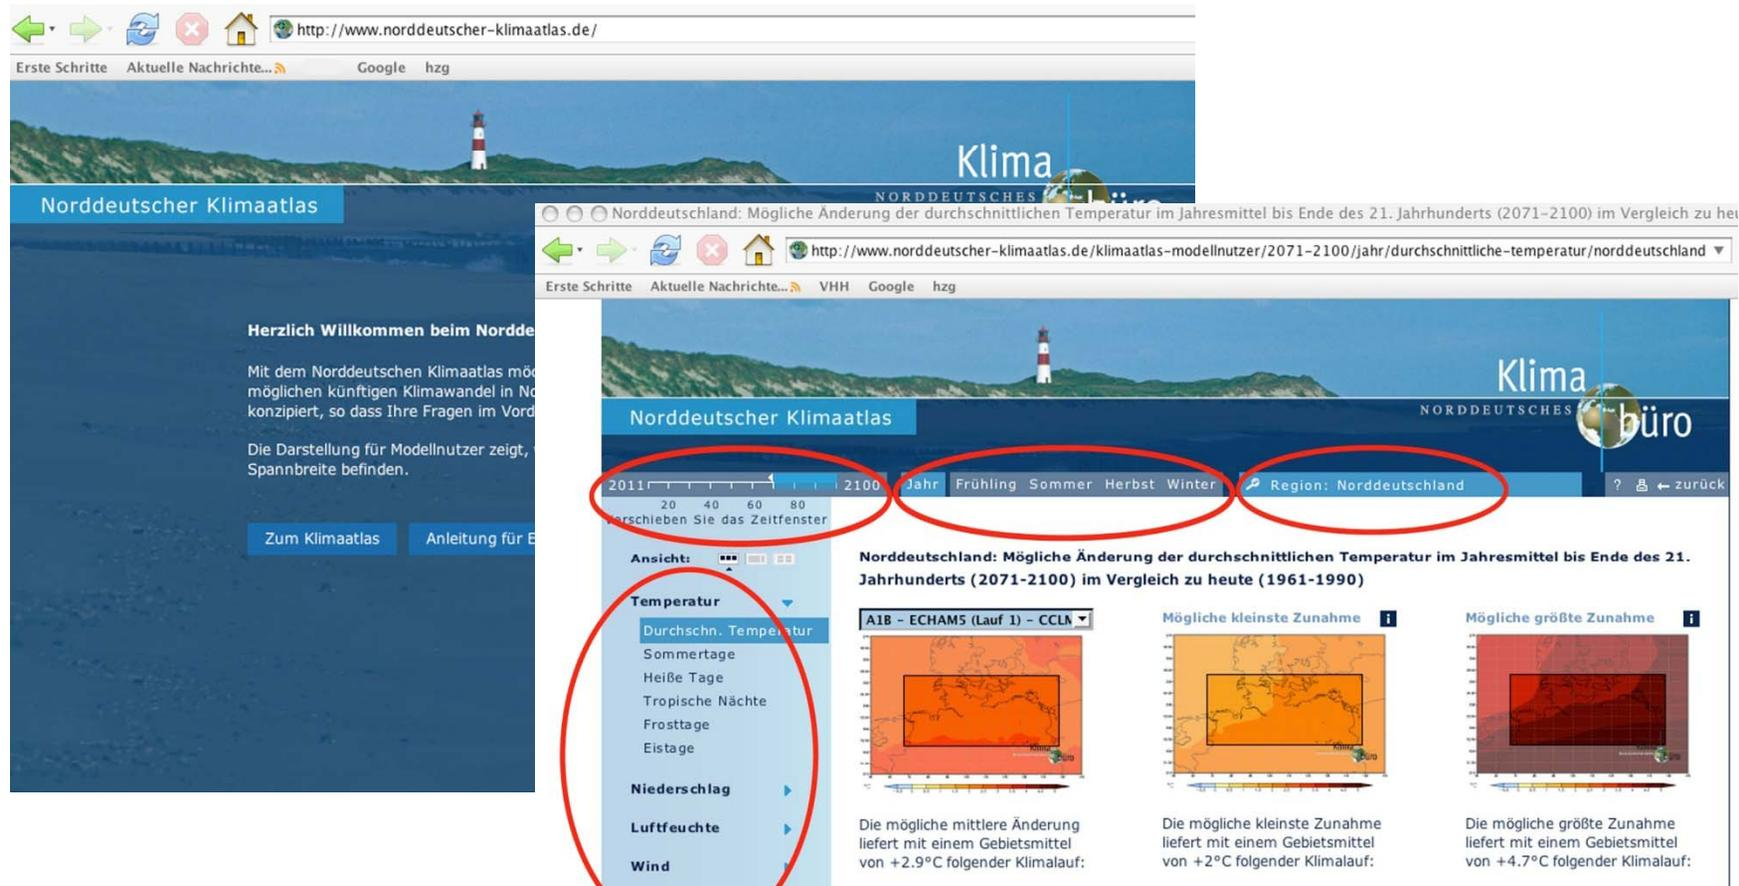 http://www.norddeutscher-klimaatlas.de/
Erste Schritte Aktuelle Nachrichte... Google hzg
Klima
NORDDEUTSCHES
büro
Norddeutscher Klimaatlas
Herzlich Willkommen beim Nordde
Mit dem Norddeutschen Klimaatlas möc
möglichen künftigen Klimawandel in No
konzipiert, so dass Ihre Fragen im Vord
Die Darstellung für Modellnutzer zeigt,
Spannbreite befinden.
Zum Klimaatlas Anleitung für E
Norddeutschland: Mögliche Änderung der durchschnittlichen Temperatur im Jahresmittel bis Ende des 21. Jahrhunderts (2071-2100) im Vergleich zu heu
http://www.norddeutscher-klimaatlas.de/klimaatlas-modellnutzer/2071-2100/jahr/durchschnittliche-temperatur/norddeutschland
Erste Schritte Aktuelle Nachrichte... VHH Google hzg
Klima
NORDDEUTSCHES
büro
Norddeutscher Klimaatlas
2011 2100 Jahr Frühling Sommer Herbst Winter Region: Norddeutschland ? ← zurück
20 40 60 80
Verschieben Sie das Zeitfenster
Ansicht:
Temperatur
Durchschn. Temperatur
Sommertage
Heiße Tage
Tropische Nächte
Frosttage
Eistage
Niederschlag
Luftfeuchte
Wind
Norddeutschland: Mögliche Änderung der durchschnittlichen Temperatur im Jahresmittel bis Ende des 21.
Jahrhunderts (2071-2100) im Vergleich zu heute (1961-1990)
A1B - ECHAM5 (Lauf 1) - CCLM
Die mögliche mittlere Änderung
liefert mit einem Gebietsmittel
von +2.9°C folgender Klimalauf:
Mögliche kleinste Zunahme i
Die mögliche kleinste Zunahme
liefert mit einem Gebietsmittel
von +2°C folgender Klimalauf:
Mögliche größte Zunahme i
Die mögliche größte Zunahme
liefert mit einem Gebietsmittel
von +4.7°C folgender Klimalauf: